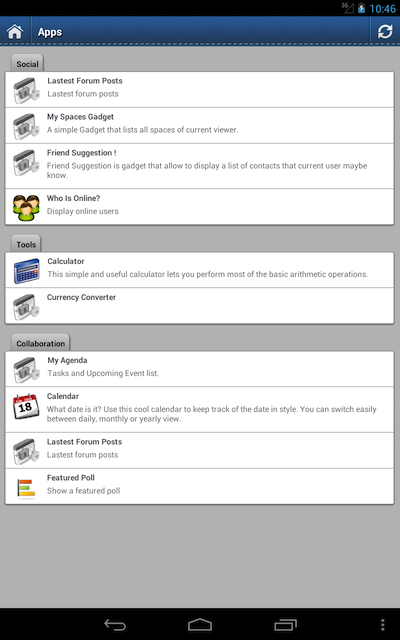 3G 10:46
Apps
Social
Lastest Forum Posts
Lastest forum posts
My Spaces Gadget
A simple Gadget that lists all spaces of current viewer.
Friend Suggestion !
Friend Suggestion is gadget that allow to display a list of contacts that current user maybe
know.
Who Is Online?
Display online users
Tools
Calculator
This simple and useful calculator lets you perform most of the basic arithmetic operations.
Currency Converter
Collaboration
My Agenda
Tasks and Upcoming Event list.
18
Calendar
What date is it? Use this cool calendar to keep track of the date in style. You can switch easily
between daily, monthly or yearly view.
Lastest Forum Posts
Lastest forum posts
Featured Poll
Show a featured poll